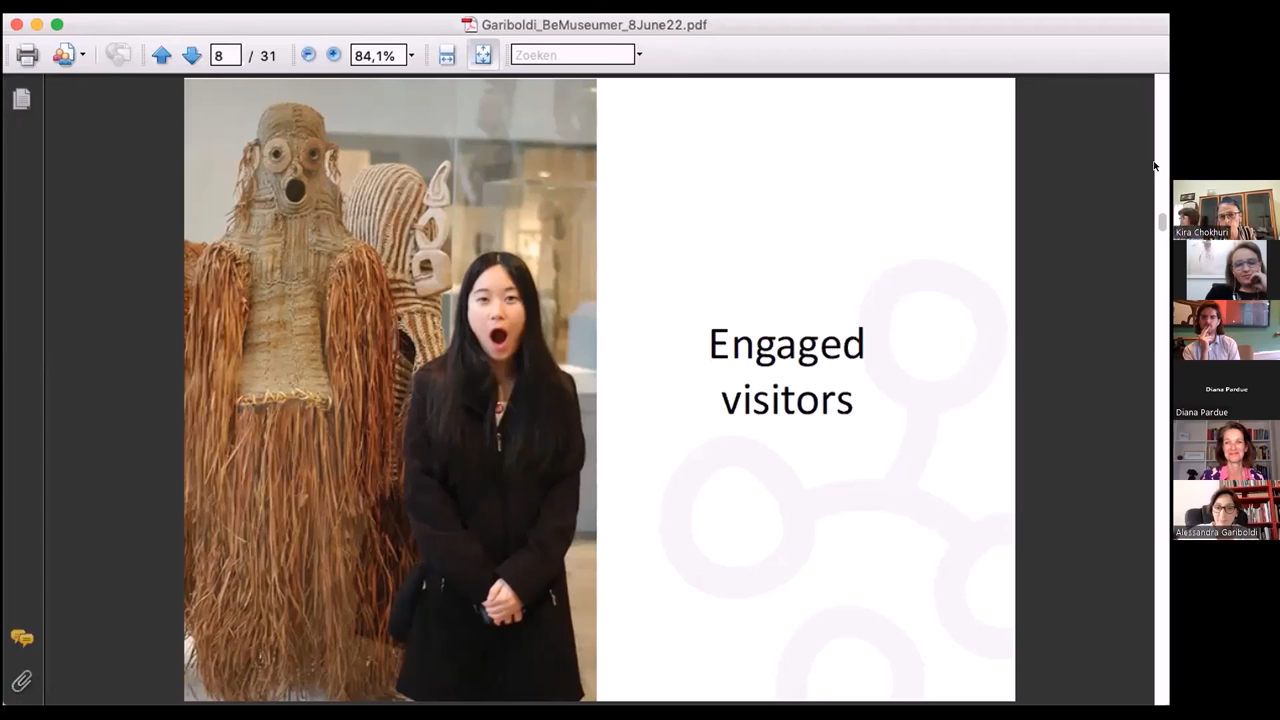 Gariboldi_BeMuseumer_8June22.pdf
8 / 31
84,1%
Zoeken
Engaged
visitors
Kira Chokhuri
Diana Pardue
Diana Pardue
Alessandra Gariboldi